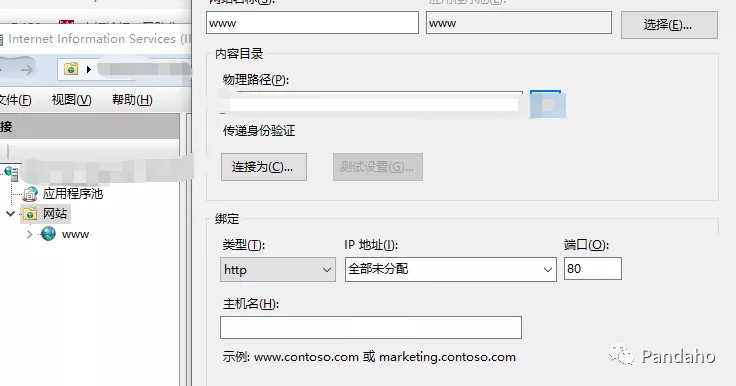 www
www
选择(E)...
Internet Information Services (II
内容目录
物理路径(P):
文件(F)
视图(V)
帮助(H)
接
传递身份验证
连接为(C)...
测试设置(G)...
应用程序池
网站
www
绑定
类型(T):
IP 地址(I):
端口(O):
http
全部未分配
80
主机名(H):
示例: www.contoso.com 或 marketing.contoso.com
Pandaho